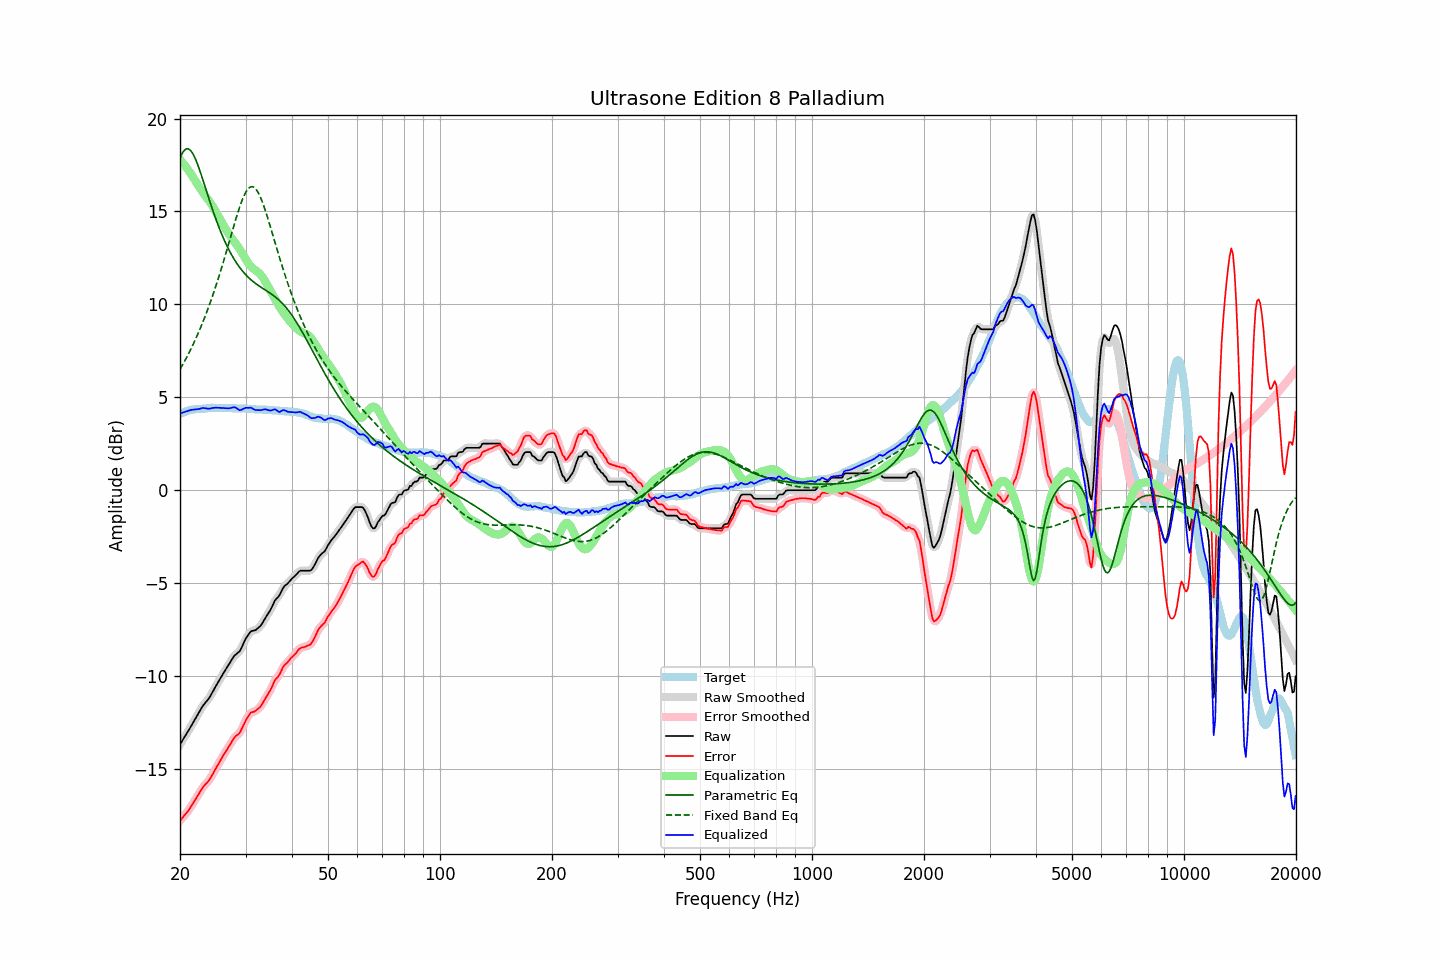 Ultrasone Edition 8 Palladium
20
15
10
5
0
−5
−10
−15
Amplitude (dBr)
Target
Raw Smoothed
Error Smoothed
Raw
Error
Equalization
Parametric Eq
Fixed Band Eq
Equalized
20 50 100 200 500 1000 2000 5000 10000 20000
Frequency (Hz)